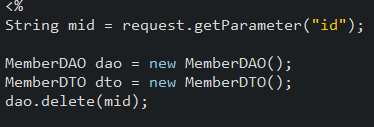 <%
String mid = request.getParameter("id");
MemberDAO dao = new MemberDAO();
MemberDTO dto = new MemberDTO();
dao.delete(mid);